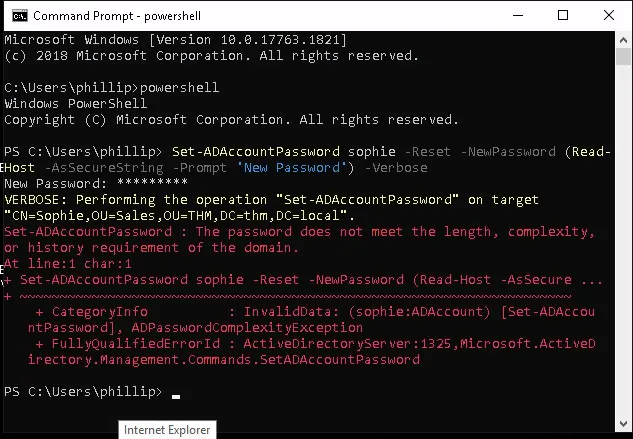 Command Prompt - powershell
Microsoft Windows [Version 10.0.17763.1821]
(c) 2018 Microsoft Corporation. All rights reserved.
C:\Users\phillip>powershell
Windows PowerShell
Copyright (C) Microsoft Corporation. All rights reserved.
PS C:\Users\phillip> Set-ADAccountPassword sophie -Reset -NewPassword (Read-
Host -AsSecureString -Prompt 'New Password') -Verbose
New Password: *********
VERBOSE: Performing the operation "Set-ADAccountPassword" on target
"CN=Sophie,OU=Sales,OU=THM,DC=thm,DC=local".
Set-ADAccountPassword : The password does not meet the length, complexity,
or history requirement of the domain.
At line:1 char:1
+ Set-ADAccountPassword sophie -Reset -NewPassword (Read-Host -AsSecure ...
+ ~~~~~~~~~~~~~~~~~~~~~~~~~~~~~~~~~~~~~~~~~~~~~~~~~~~~~~~~~~~~~~~~~~~~~
+ CategoryInfo : InvalidData: (sophie:ADAccount) [Set-ADAccou
ntPassword], ADPasswordComplexityException
+ FullyQualifiedErrorId : ActiveDirectoryServer:1325,Microsoft.ActiveD
irectory.Management.Commands.SetADAccountPassword
PS C:\Users\phillip> _
Internet Explorer